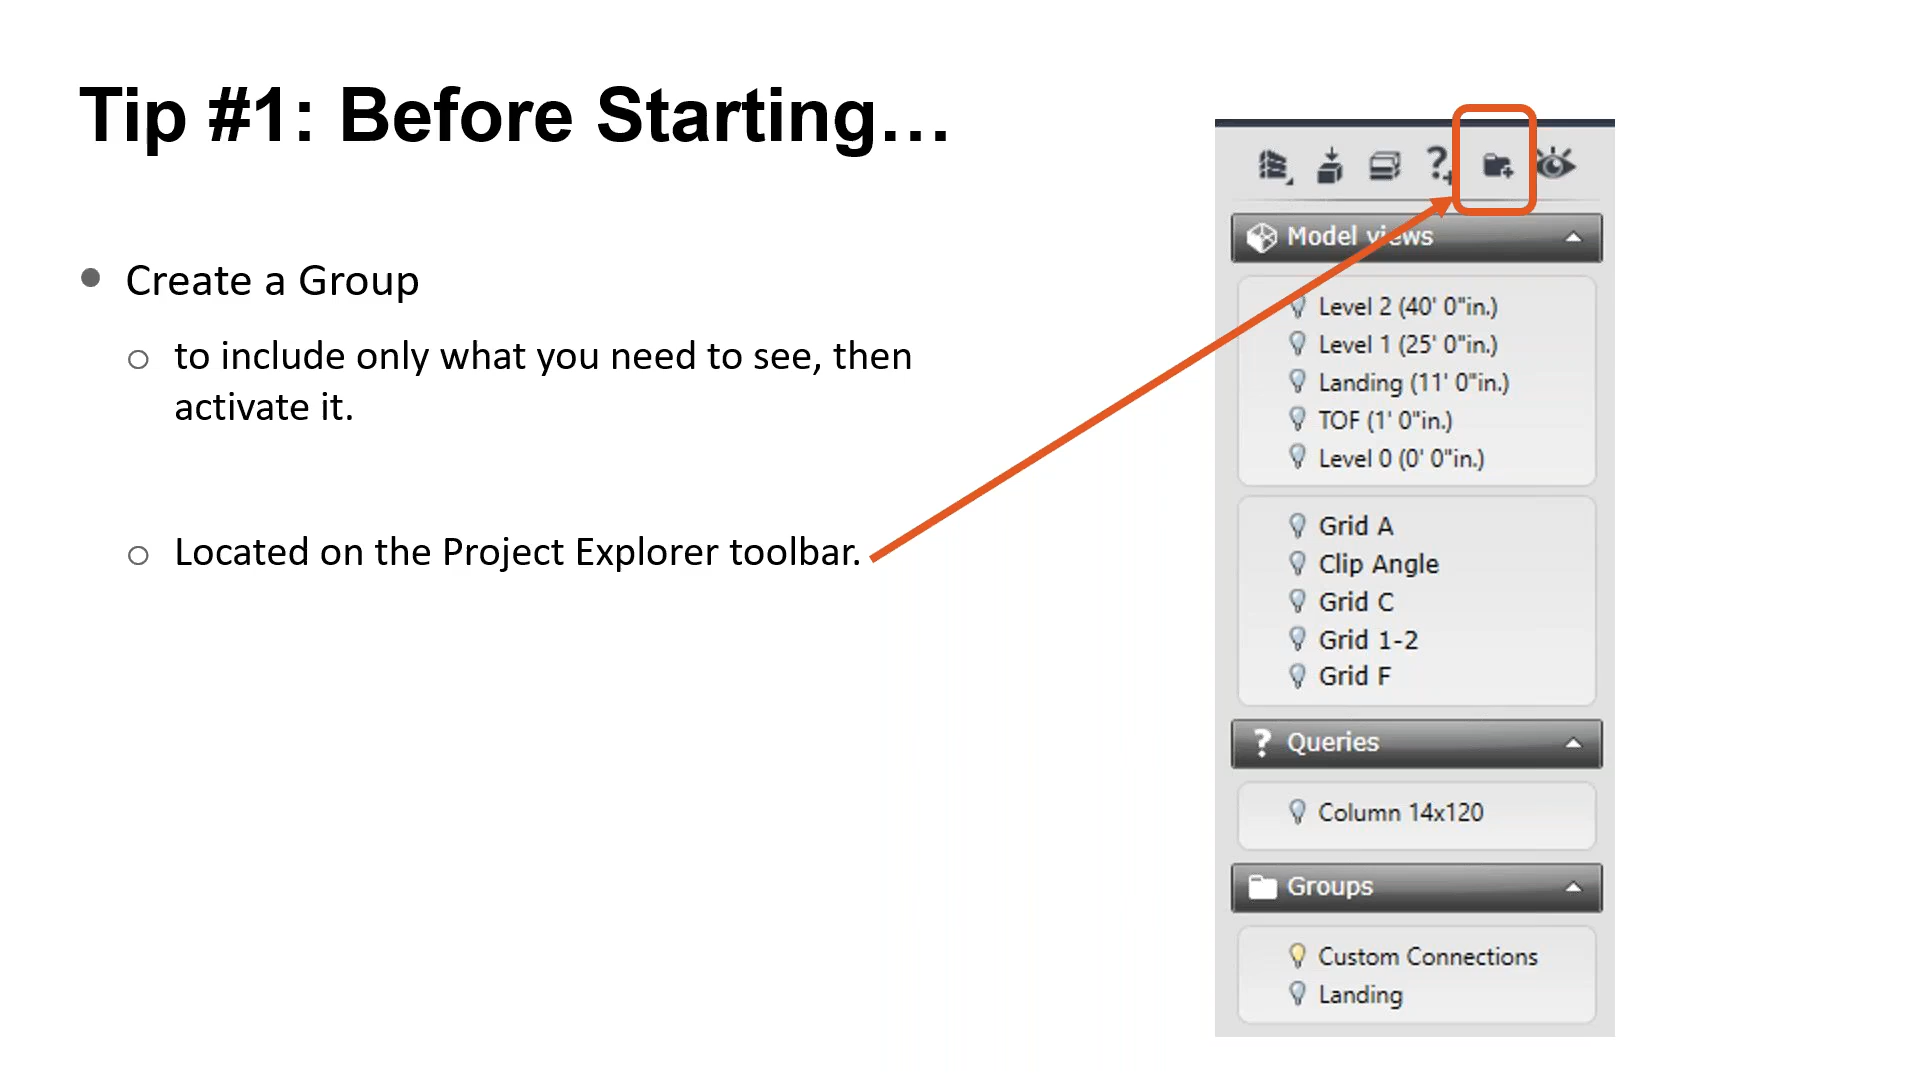 Tip #1: Before Starting…
Create a Group
to include only what you need to see, then
activate it.
Located on the Project Explorer toolbar.
Model views
Level 2 (40' 0"in.)
Level 1 (25' 0"in.)
Landing (11' 0"in.)
TOF (1' 0"in.)
Level 0 (0' 0"in.)
Grid A
Clip Angle
Grid C
Grid 1-2
Grid F
? Queries
Column 14x120
Groups
Custom Connections
Landing